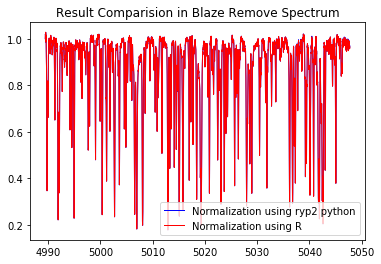 Result Comparision in Blaze Remove Spectrum
1.0
0.8
0.6
0.4
0.2
Normalization using ryp2 python
Normalization using R
4990 5000 5010 5020 5030 5040 5050